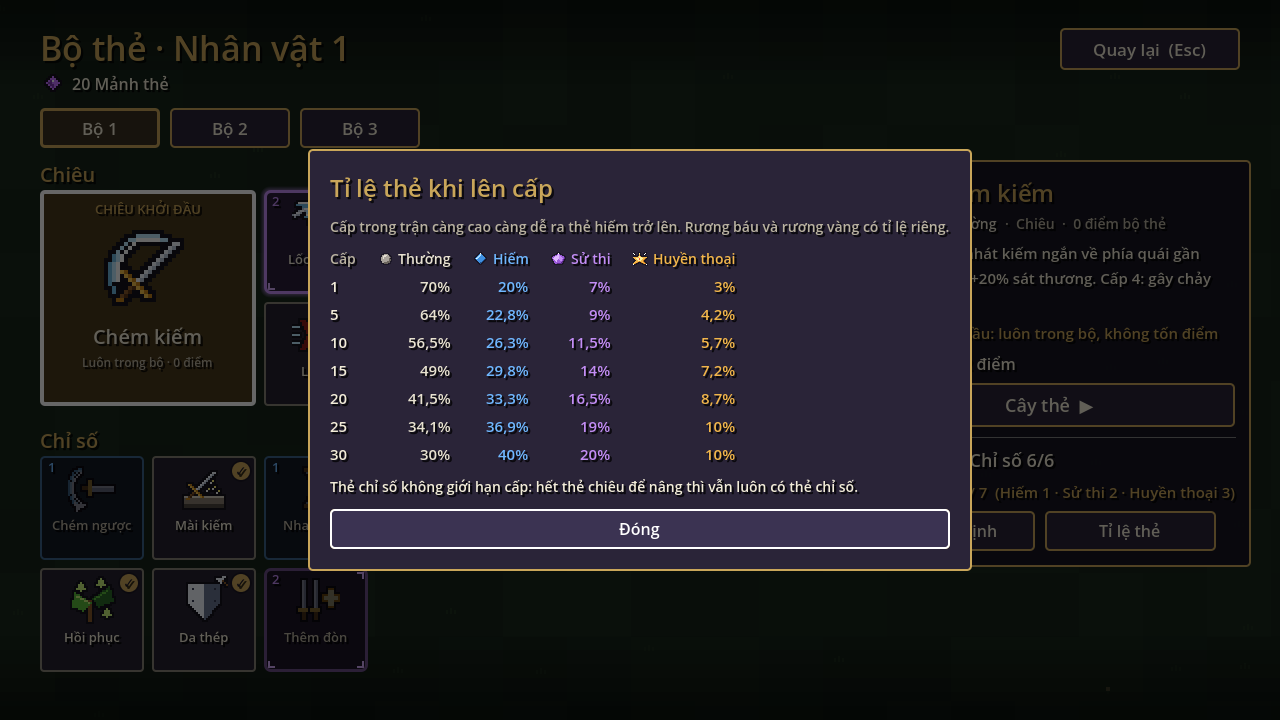 Bộ thẻ · Nhân vật 1
Quay lại (Esc)
20 Mảnh thẻ
Bộ 1
Bộ 2
Bộ 3
Chiêu
CHIÊU KHỞI ĐẦU
Chém kiếm
Luôn trong bộ · 0 điểm
2
Tỉ lệ thẻ khi lên cấp
Cấp trong trận càng cao càng dễ ra thẻ hiếm trở lên. Rương báu và rương vàng có tỉ lệ riêng.
Cấp Thường Hiếm Sử thi Huyền thoại
1 70% 20% 7% 3%
5 64% 22,8% 9% 4,2%
10 56,5% 26,3% 11,5% 5,7%
15 49% 29,8% 14% 7,2%
20 41,5% 33,3% 16,5% 8,7%
25 34,1% 36,9% 19% 10%
30 30% 40% 20% 10%
Thẻ chỉ số không giới hạn cấp: hết thẻ chiêu để nâng thì vẫn luôn có thẻ chỉ số.
Đóng
kiếm
· Chiêu · 0 điểm bộ thẻ
kiếm ngắn về phía quái gần
+20% sát thương. Cấp 4: gây chảy
luôn trong bộ, không tốn điểm
điểm
Cây thẻ ▶
Chỉ số 6/6
7 (Hiếm 1 · Sử thi 2 · Huyền thoại 3)
Tỉ lệ thẻ
Chỉ số
1
Chém ngược
Mài kiếm
1
Hồi phục
Da thép
2
Thêm đòn